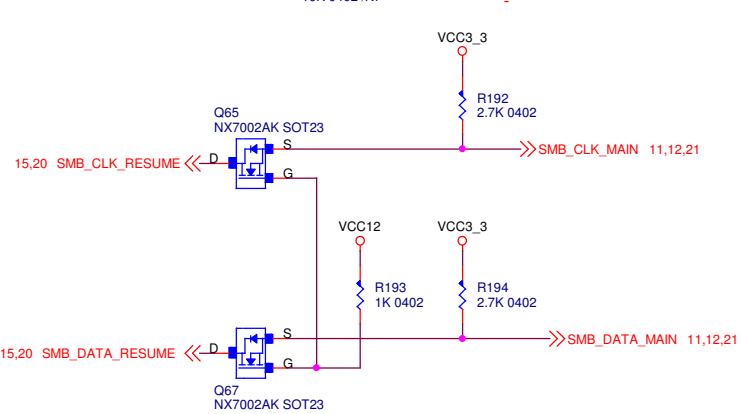 VCC3_3
R192
2.7K 0402
Q65
NX7002AK SOT23
S
D
G
15,20 SMB_CLK_RESUME
SMB_CLK_MAIN 11,12,21
VCC12
VCC3_3
R193
1K 0402
R194
2.7K 0402
S
D
G
15,20 SMB_DATA_RESUME
SMB_DATA_MAIN 11,12,21
Q67
NX7002AK SOT23